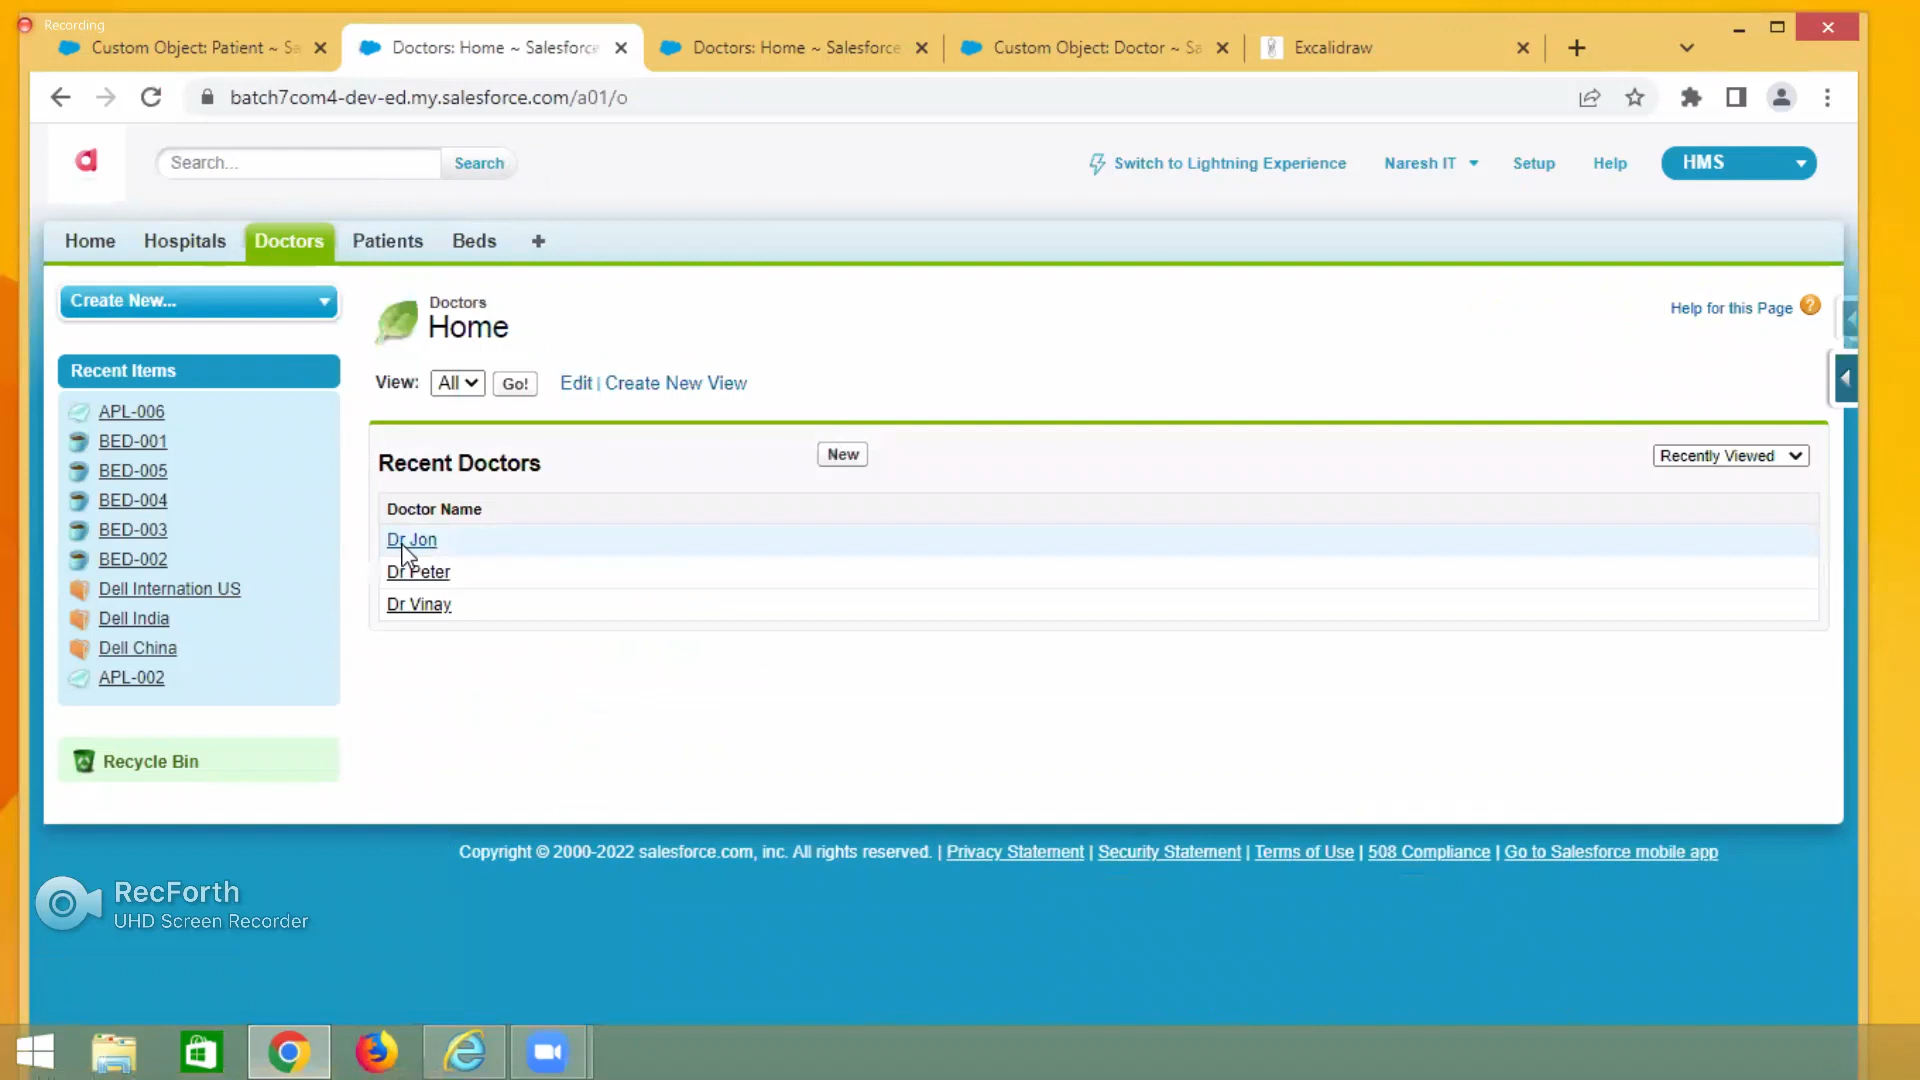 Recording
Custom Object: Patient ~ Sa
Doctors: Home ~ Salesforce
Doctors: Home ~ Salesforce
Custom Object: Doctor ~ Sa
Excalidraw
batch7com4-dev-ed.my.salesforce.com/a01/o
a
Search...
Search
Switch to Lightning Experience
Naresh IT
Setup
Help
HMS
Home
Hospitals
Doctors
Patients
Beds
+
Create New...
Doctors
Home
Help for this Page ?
View: All Go! Edit | Create New View
Recent Items
APL-006
BED-001
BED-005
BED-004
BED-003
BED-002
Dell Internation US
Dell India
Dell China
APL-002
Recycle Bin
Recent Doctors
New
Recently Viewed
Doctor Name
Dr Jon
Dr Peter
Dr Vinay
Copyright © 2000-2022 salesforce.com, inc. All rights reserved. | Privacy Statement | Security Statement | Terms of Use | 508 Compliance | Go to Salesforce mobile app
RecForth
UHD Screen Recorder